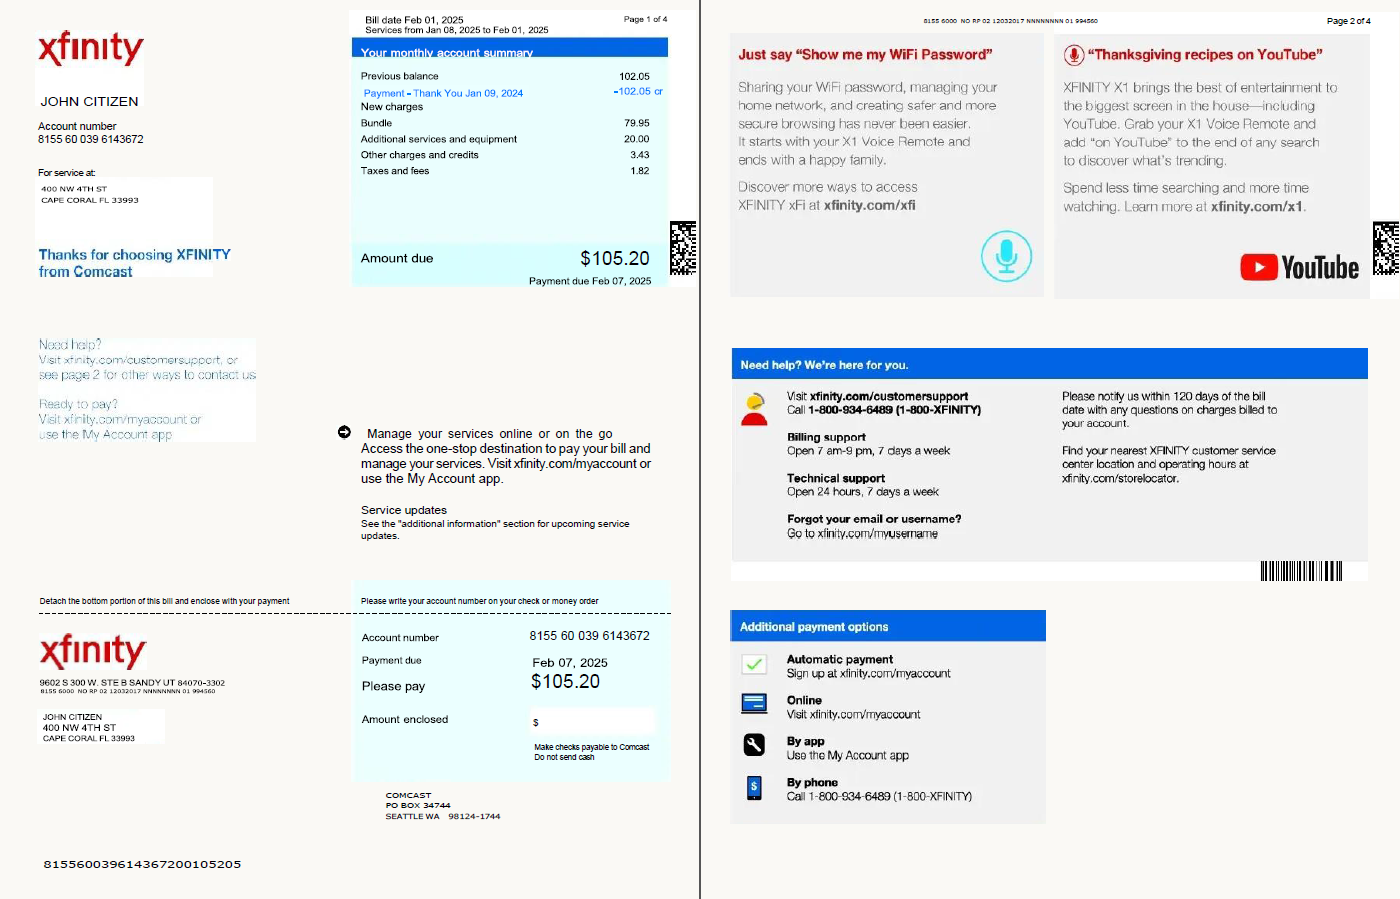 xfinity
JOHN CITIZEN
Account number
8155 60 039 6143672
For service at:
400 NW 4TH ST
CAPE CORAL FL 33993
Thanks for choosing XFINITY
from Comcast
Need help?
Visit xfinity.com/customersupport, or
see page 2 for other ways to contact us
Ready to pay?
Visit xfinity.com/myaccount or
use the My Account app
Bill date Feb 01, 2025
Page 1 of 4
Services from Jan 08, 2025 to Feb 01, 2025
Your monthly account summary
Previous balance 102.05
Payment - Thank You Jan 09, 2024 -102.05 cr
New charges
Bundle 79.95
Additional services and equipment 20.00
Other charges and credits 3.43
Taxes and fees 1.82
Amount due $105.20
Payment due Feb 07, 2025
Manage your services online or on the go
Access the one-stop destination to pay your bill and
manage your services. Visit xfinity.com/myaccount or
use the My Account app.
Service updates
See the "additional information" section for upcoming service
updates.
Detach the bottom portion of this bill and enclose with your payment
Please write your account number on your check or money order
xfinity
9602 S 300 W. STE B SANDY UT 84070-3302
8155 6000 NO RP 02 12032017 NNNNNNNN 01 994560
JOHN CITIZEN
400 NW 4TH ST
CAPE CORAL FL 33993
Account number 8155 60 039 6143672
Payment due Feb 07, 2025
Please pay $105.20
Amount enclosed $
Make checks payable to Comcast
Do not send cash
COMCAST
PO BOX 34744
SEATTLE WA 98124-1744
815560039614367200105205
8155 6000 NO RP 02 12032017 NNNNNNNN 01 994560
Page 2 of 4
Just say “Show me my WiFi Password”
Sharing your WiFi password, managing your
home network, and creating safer and more
secure browsing has never been easier.
It starts with your X1 Voice Remote and
ends with a happy family.
Discover more ways to access
XFINITY xFi at xfinity.com/xfi
“Thanksgiving recipes on YouTube”
XFINITY X1 brings the best of entertainment to
the biggest screen in the house—including
YouTube. Grab your X1 Voice Remote and
add “on YouTube” to the end of any search
to discover what’s trending.
Spend less time searching and more time
watching. Learn more at xfinity.com/x1.
YouTube
Need help? We’re here for you.
Visit xfinity.com/customersupport
Call 1-800-934-6489 (1-800-XFINITY)
Billing support
Open 7 am-9 pm, 7 days a week
Technical support
Open 24 hours, 7 days a week
Forgot your email or username?
Go to xfinity.com/myusername
Please notify us within 120 days of the bill
date with any questions on charges billed to
your account.
Find your nearest XFINITY customer service
center location and operating hours at
xfinity.com/storelocator.
Additional payment options
Automatic payment
Sign up at xfinity.com/myaccount
Online
Visit xfinity.com/myaccount
By app
Use the My Account app
By phone
Call 1-800-934-6489 (1-800-XFINITY)